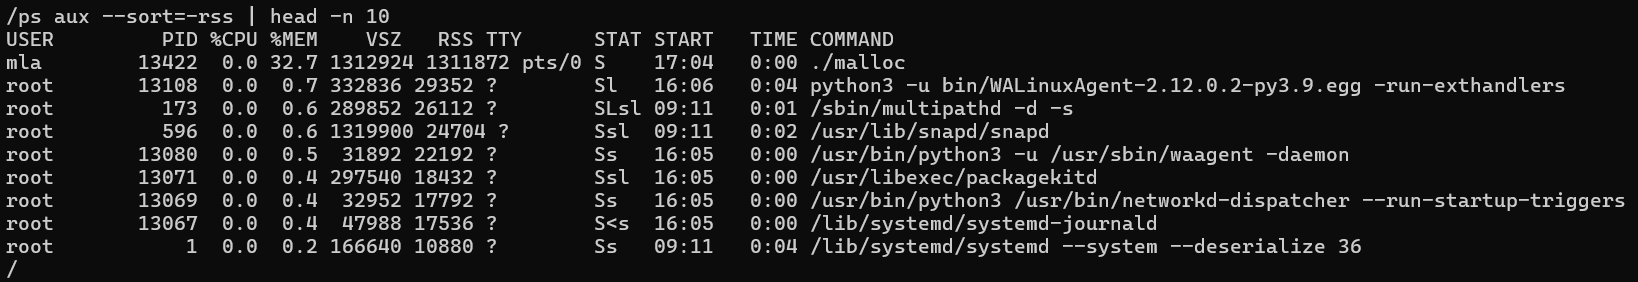 /ps aux --sort=-rss | head -n 10
USER         PID %CPU %MEM    VSZ   RSS TTY      STAT START   TIME COMMAND
mla        13422  0.0 32.7 1312924 1311872 pts/0 S    17:04   0:00 ./malloc
root       13108  0.0  0.7 332836 29352 ?        Sl   16:06   0:04 python3 -u bin/WALinuxAgent-2.12.0.2-py3.9.egg -run-exthandlers
root         173  0.0  0.6 289852 26112 ?        SLsl 09:11   0:01 /sbin/multipathd -d -s
root         596  0.0  0.6 1319900 24704 ?       Ssl  09:11   0:02 /usr/lib/snapd/snapd
root       13080  0.0  0.5  31892 22192 ?        Ss   16:05   0:00 /usr/bin/python3 -u /usr/sbin/waagent -daemon
root       13071  0.0  0.4 297540 18432 ?        Ssl  16:05   0:00 /usr/libexec/packagekitd
root       13069  0.0  0.4  32952 17792 ?        Ss   16:05   0:00 /usr/bin/python3 /usr/bin/networkd-dispatcher --run-startup-triggers
root       13067  0.0  0.4  47988 17536 ?        S<s  16:05   0:00 /lib/systemd/systemd-journald
root           1  0.0  0.2 166640 10880 ?        Ss   09:11   0:04 /lib/systemd/systemd --system --deserialize 36
/